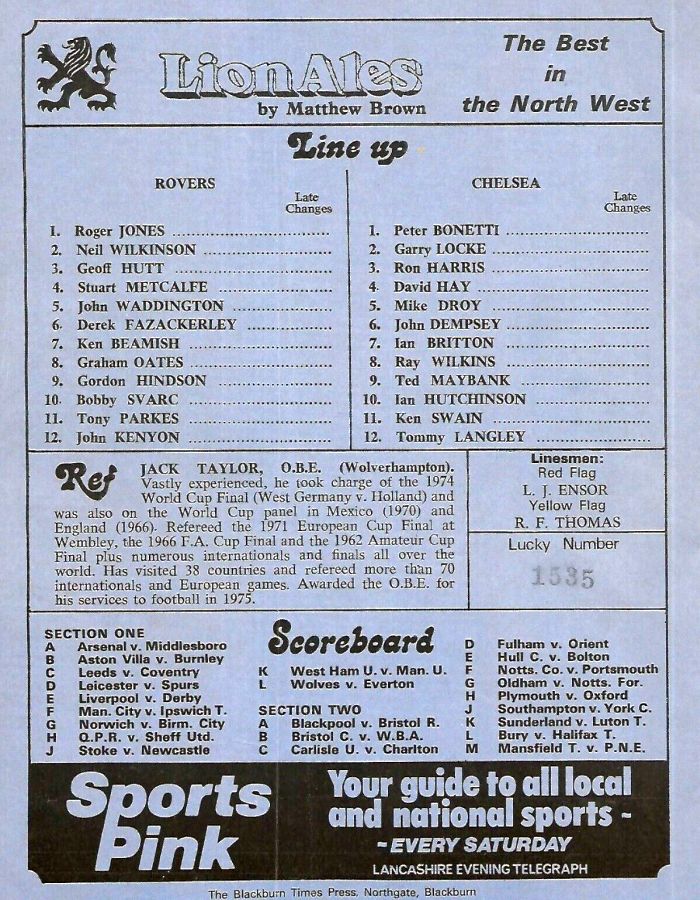 Lion Ales
by Matthew Brown
The Best
in
the North West
Line up
ROVERS
Late
Changes
1. Roger JONES
2. Neil WILKINSON
3. Geoff HUTT
4. Stuart METCALFE
5. John WADDINGTON
6. Derek FAZACKERLEY
7. Ken BEAMISH
8. Graham OATES
9. Gordon HINDSON
10. Bobby SVARC
11. Tony PARKES
12. John KENYON
CHELSEA
Late
Changes
1. Peter BONETTI
2. Garry LOCKE
3. Ron HARRIS
4. David HAY
5. Mike DROY
6. John DEMPSEY
7. Ian BRITTON
8. Ray WILKINS
9. Ted MAYBANK
10. Ian HUTCHINSON
11. Ken SWAIN
12. Tommy LANGLEY
Ref
JACK TAYLOR, O.B.E. (Wolverhampton).
Vastly experienced, he took charge of the 1974
World Cup Final (West Germany v. Holland) and
was also on the World Cup panel in Mexico (1970) and
England (1966). Refereed the 1971 European Cup Final at
Wembley, the 1966 F.A. Cup Final and the 1962 Amateur Cup
Final plus numerous internationals and finals all over the
world. Has visited 38 countries and refereed more than 70
internationals and European games. Awarded the O.B.E. for
his services to football in 1975.
Linesmen:
Red Flag
L. J. ENSOR
Yellow Flag
R. F. THOMAS
Lucky Number
1535
Scoreboard
SECTION ONE
A Arsenal v. Middlesboro
B Aston Villa v. Burnley
C Leeds v. Coventry
D Leicester v. Spurs
E Liverpool v. Derby
F Man. City v. Ipswich T.
G Norwich v. Birm. City
H Q.P.R. v. Sheff Utd.
J Stoke v. Newcastle
K West Ham U. v. Man. U.
L Wolves v. Everton
SECTION TWO
A Blackpool v. Bristol R.
B Bristol C. v. W.B.A.
C Carlisle U. v. Charlton
D Fulham v. Orient
E Hull C. v. Bolton
F Notts. Co. v. Portsmouth
G Oldham v. Notts. For.
H Plymouth v. Oxford
J Southampton v. York C.
K Sunderland v. Luton T.
L Bury v. Halifax T.
M Mansfield T. v. P.N.E.
Sports
Pink
Your guide to all local
and national sports ~
~ EVERY SATURDAY
LANCASHIRE EVENING TELEGRAPH
The Blackburn Times Press, Northgate, Blackburn